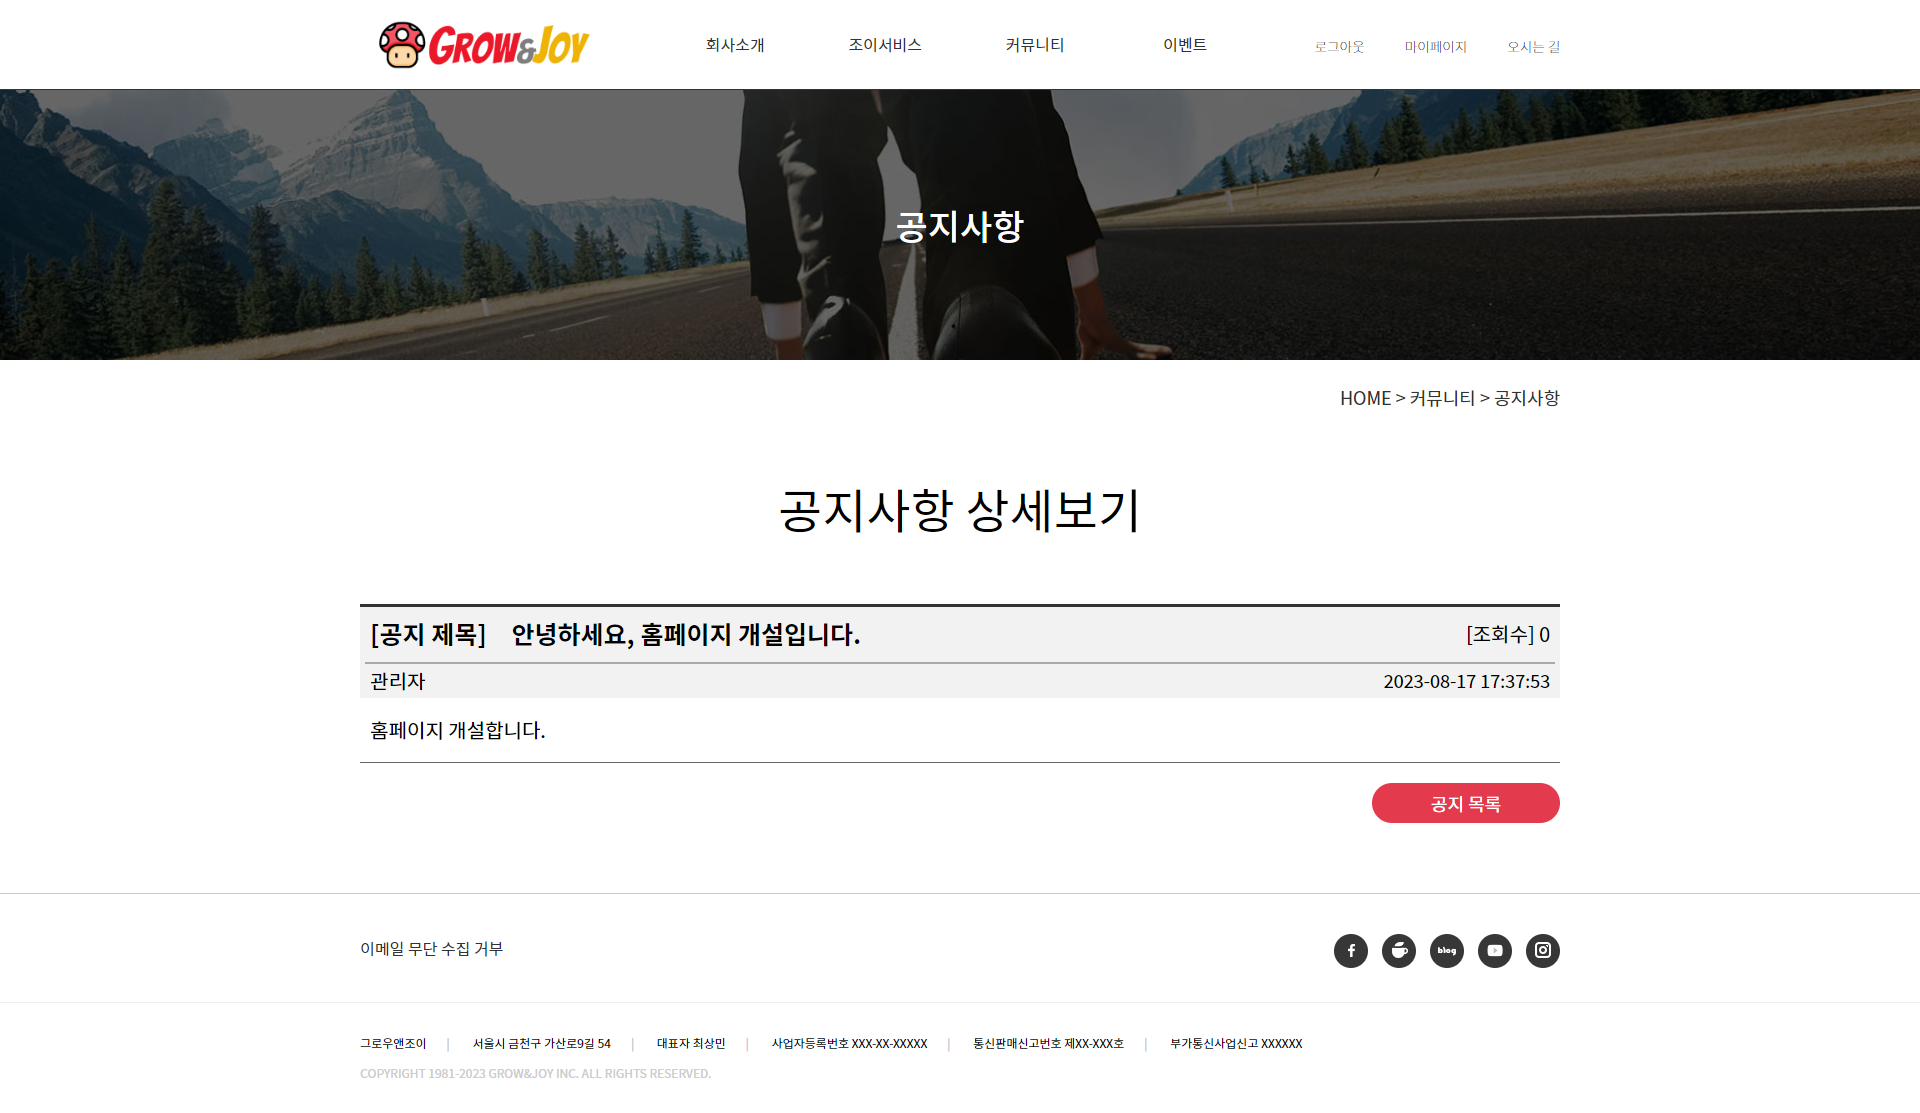 GROW&JOY
회사소개
조이서비스
커뮤니티
이벤트
로그아웃
마이페이지
오시는 길
공지사항
HOME > 커뮤니티 > 공지사항
공지사항 상세보기
[공지 제목] 안녕하세요, 홈페이지 개설입니다.
[조회수] 0
관리자
2023-08-17 17:37:53
홈페이지 개설합니다.
공지 목록
이메일 무단 수집 거부
blog
그로우앤조이 | 서울시 금천구 가산로9길 54 | 대표자 최상민 | 사업자등록번호 XXX-XX-XXXXX | 통신판매신고번호 제XX-XXX호 | 부가통신사업신고 XXXXXX
COPYRIGHT 1981-2023 GROW&JOY INC. ALL RIGHTS RESERVED.